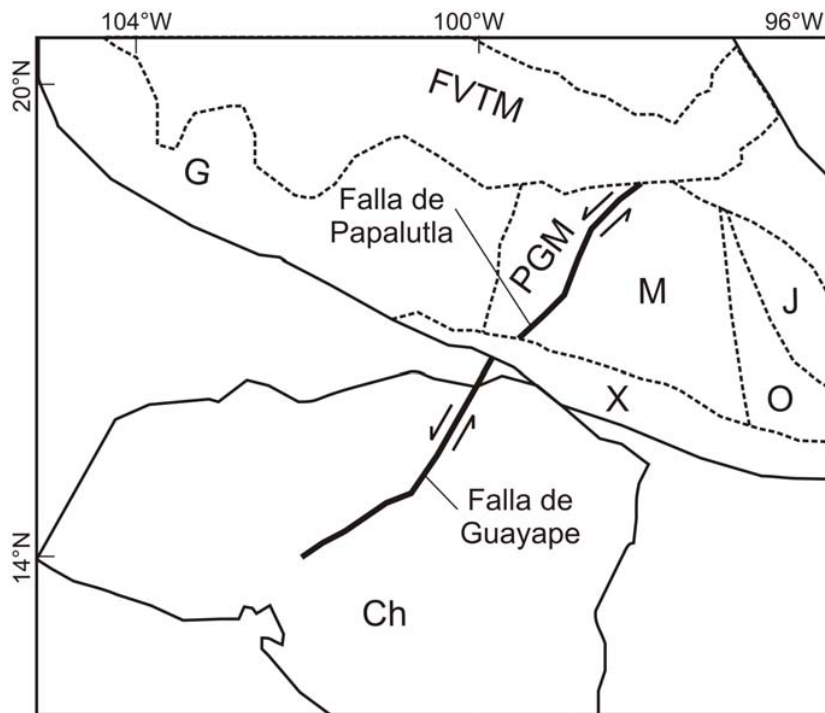 104°W
100°W
96°W
20°N
FVTM
G
Falla de
Papalutla
PGM
M
J
X
O
Falla de
Guayape
14°N
Ch